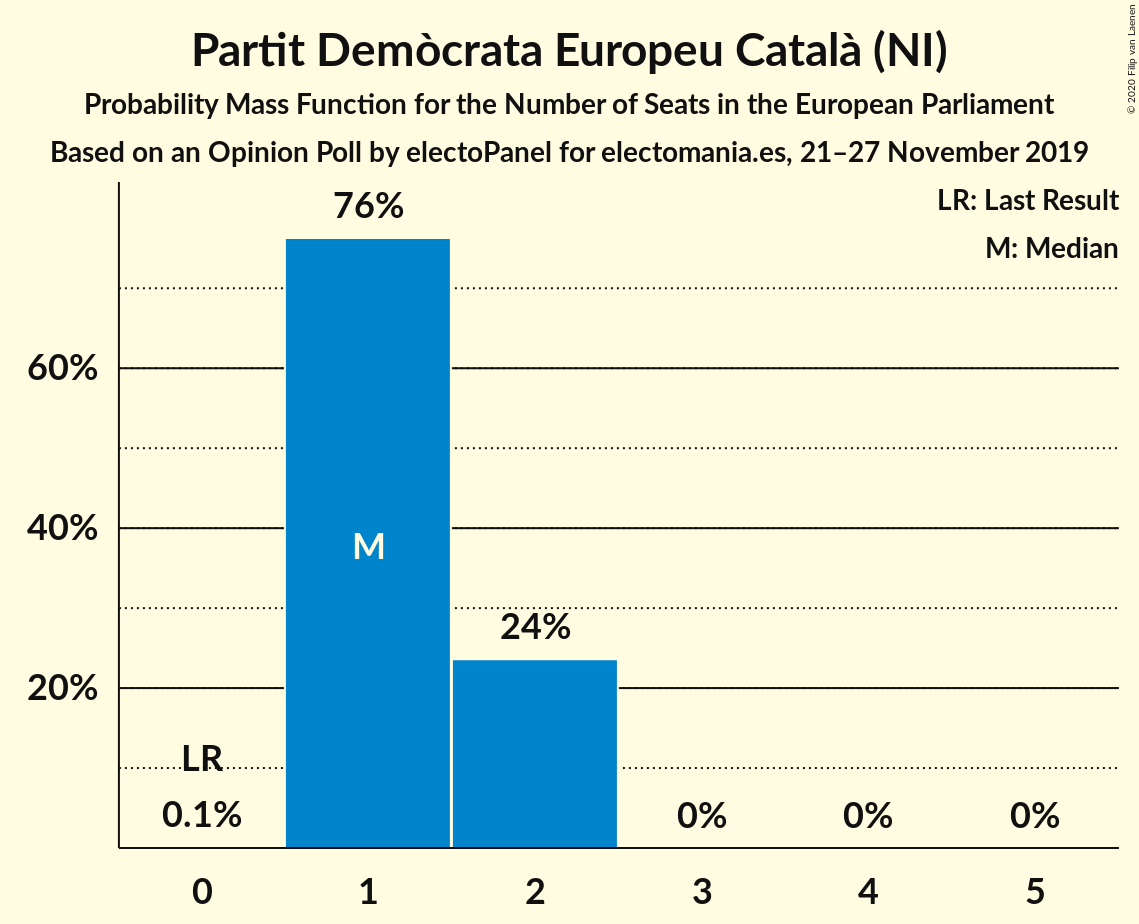 Partit Demòcrata Europeu Català (NI)
Probability Mass Function for the Number of Seats in the European Parliament
Based on an Opinion Poll by electoPanel for electomania.es, 21–27 November 2019
© 2020 Filip van Laenen
LR: Last Result
M: Median
76%
60%
40%
M
24%
20%
LR
0.1%
0%
0%
0%
0
1
2
3
4
5